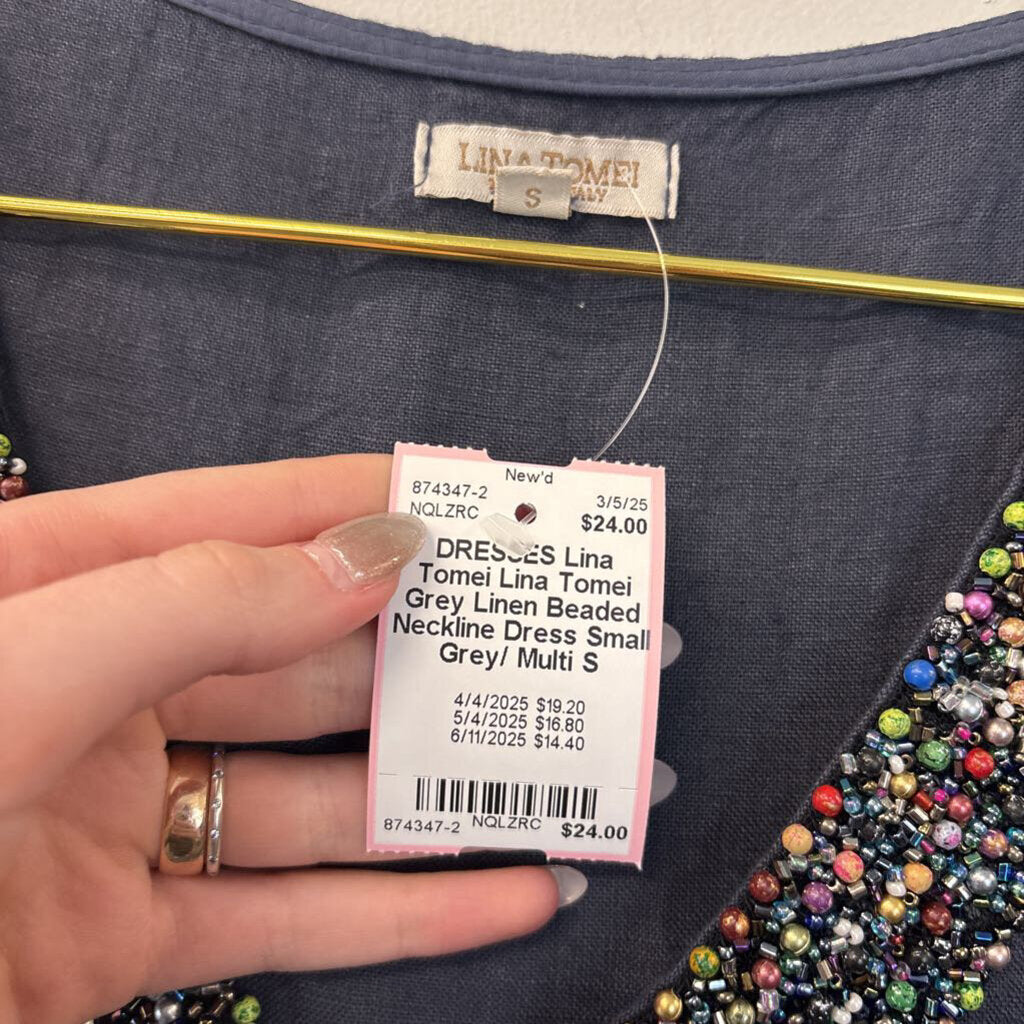 LINA TOMEI
S
New'd
874347-2
3/5/25
NQLZRC
$24.00
DRESSES Lina
Tomei Lina Tomei
Grey Linen Beaded
Neckline Dress Small
Grey/ Multi S
4/4/2025 $19.20
5/4/2025 $16.80
6/11/2025 $14.40
874347-2 NQLZRC $24.00